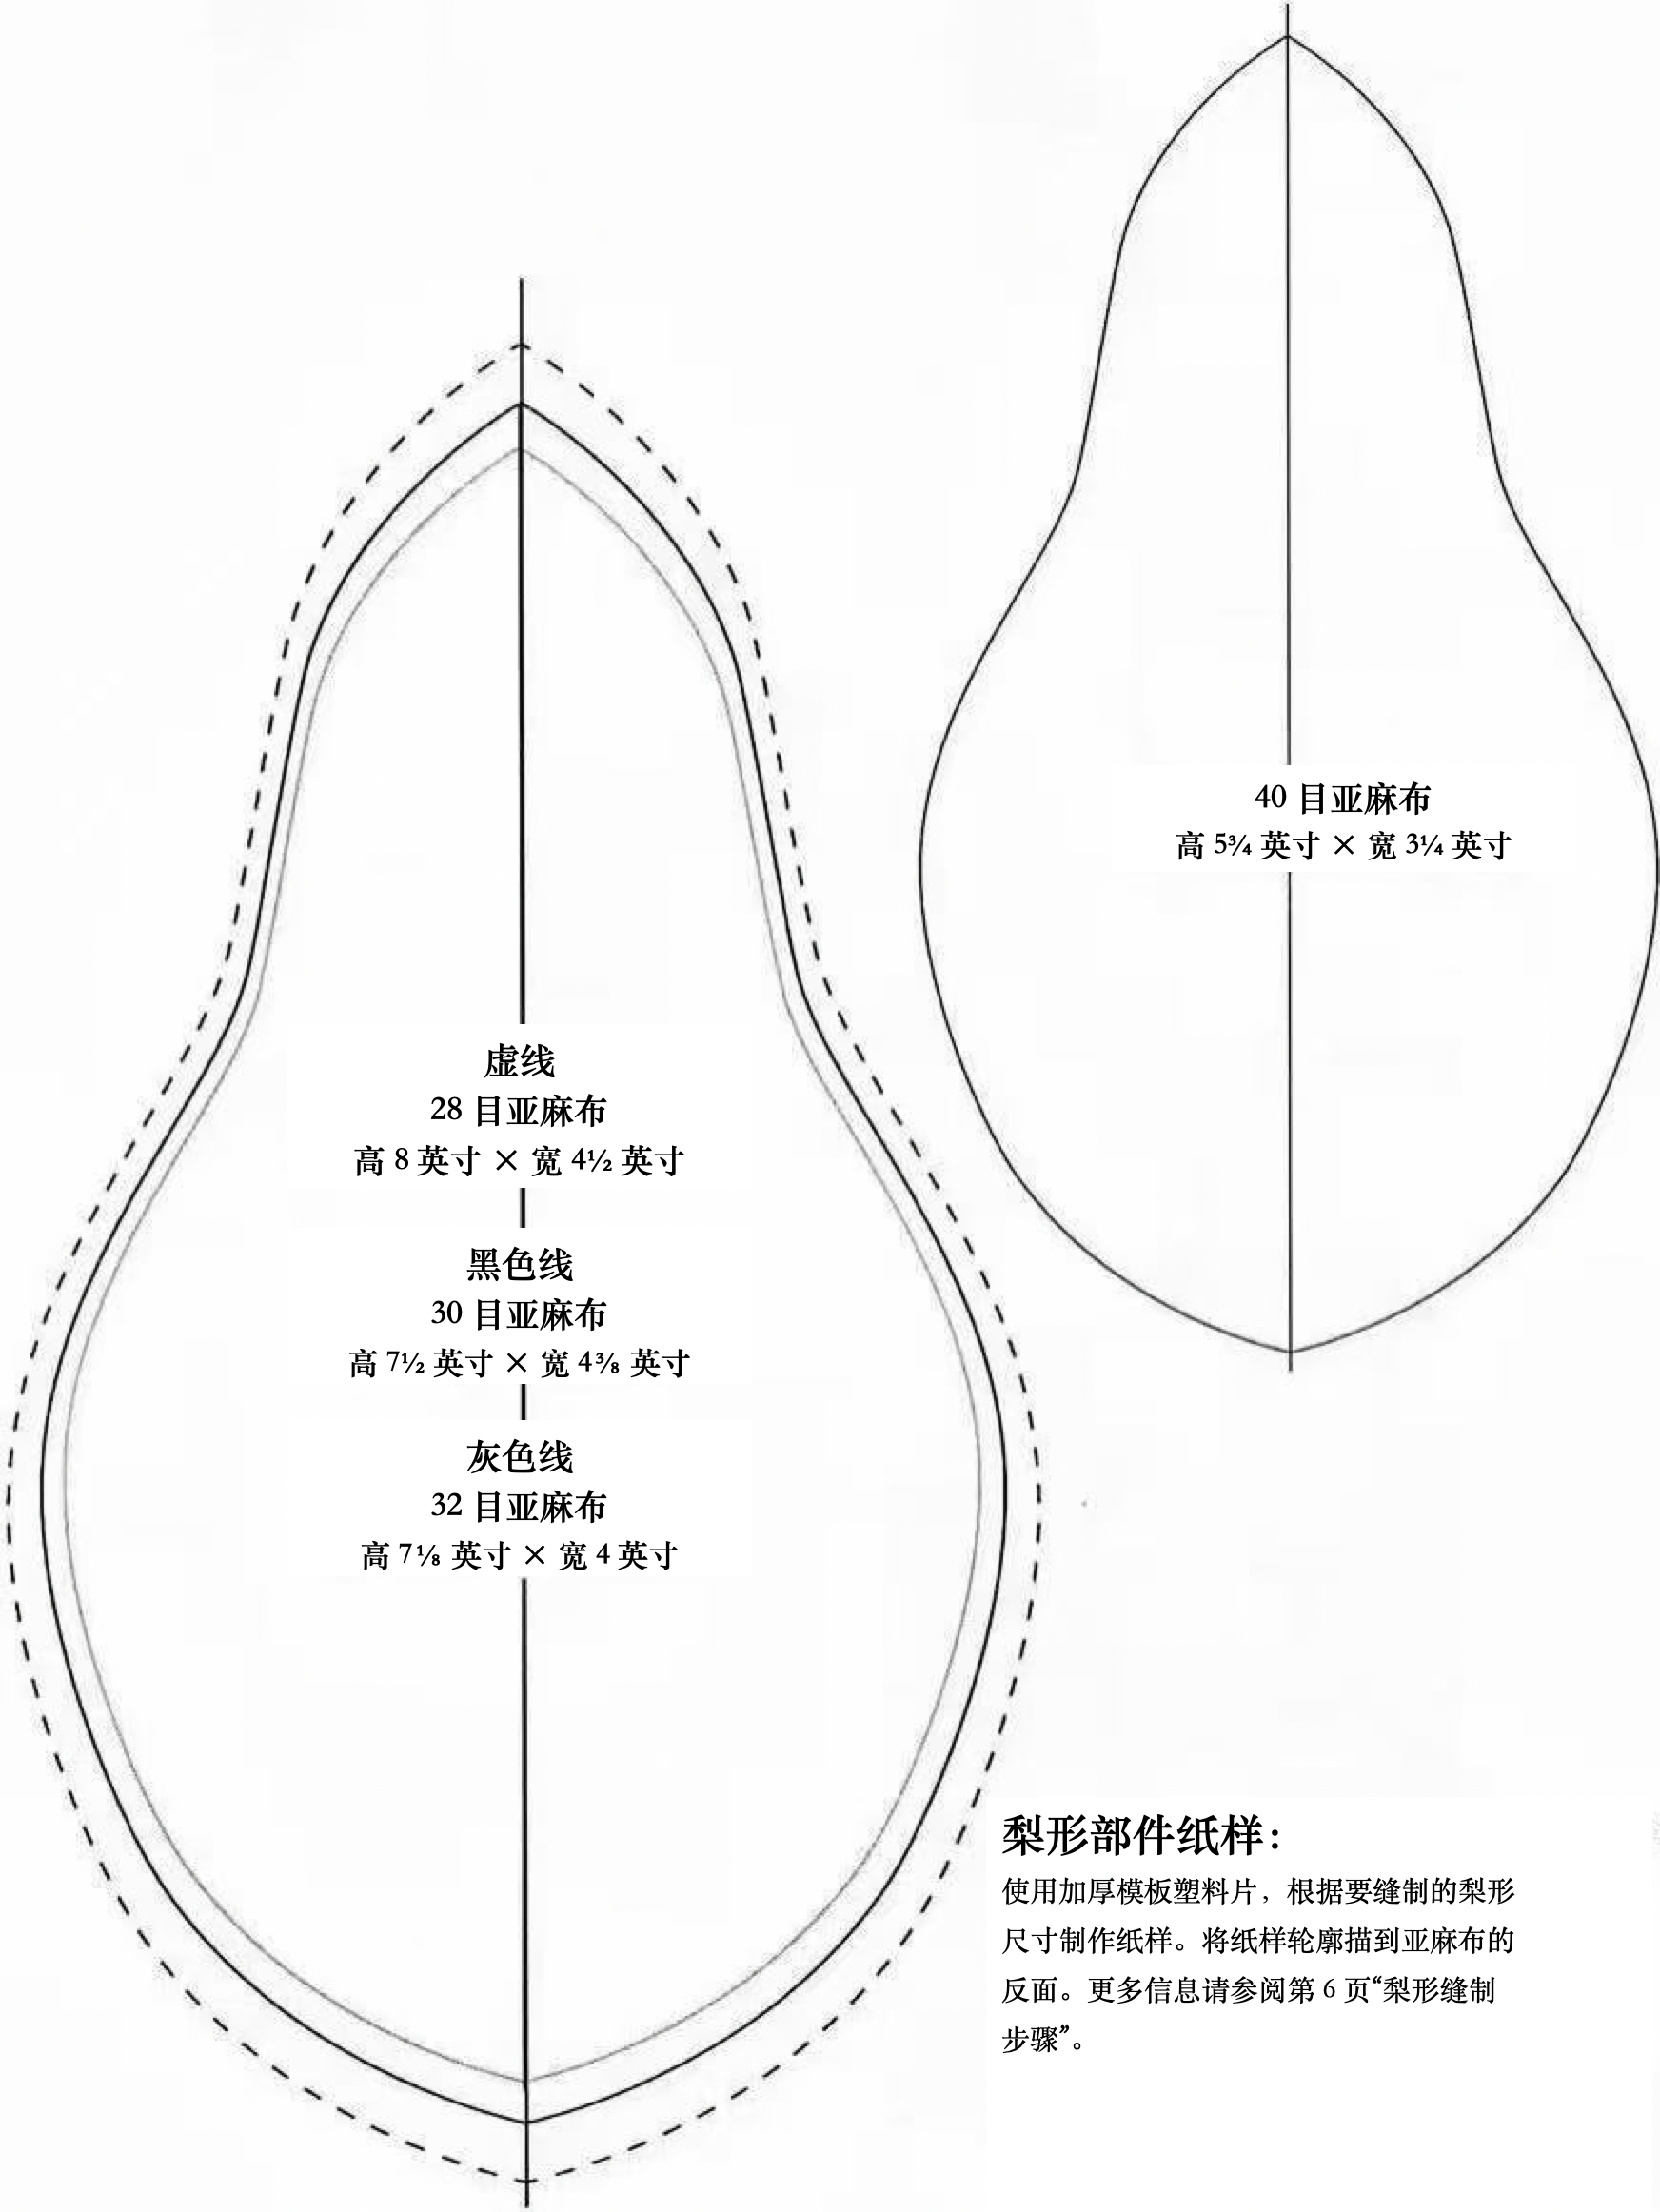 40 目亚麻布
高 5¾ 英寸 × 宽 3¼ 英寸
虚线
28 目亚麻布
高 8 英寸 × 宽 4½ 英寸
黑色线
30 目亚麻布
高 7½ 英寸 × 宽 4⅜ 英寸
灰色线
32 目亚麻布
高 7⅛ 英寸 × 宽 4 英寸
梨形部件纸样：
使用加厚模板塑料片，根据要缝制的梨形
尺寸制作纸样。将纸样轮廓描到亚麻布的
反面。更多信息请参阅第 6 页“梨形缝制
步骤”。